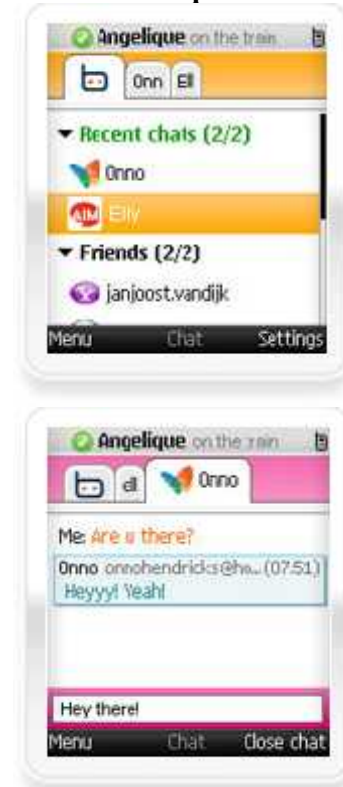 Angelique on the train
Onn Ell
Recent chats (2/2)
Onno
AIM Elly
Friends (2/2)
janjoost.vandijk
Menu Chat Settings
Angelique on the train
ell Onno
Me: Are u there?
Onno onnohendricks@ho... (07:51)
Heyyy! Yeah!
Hey there!
Menu Chat Close chat